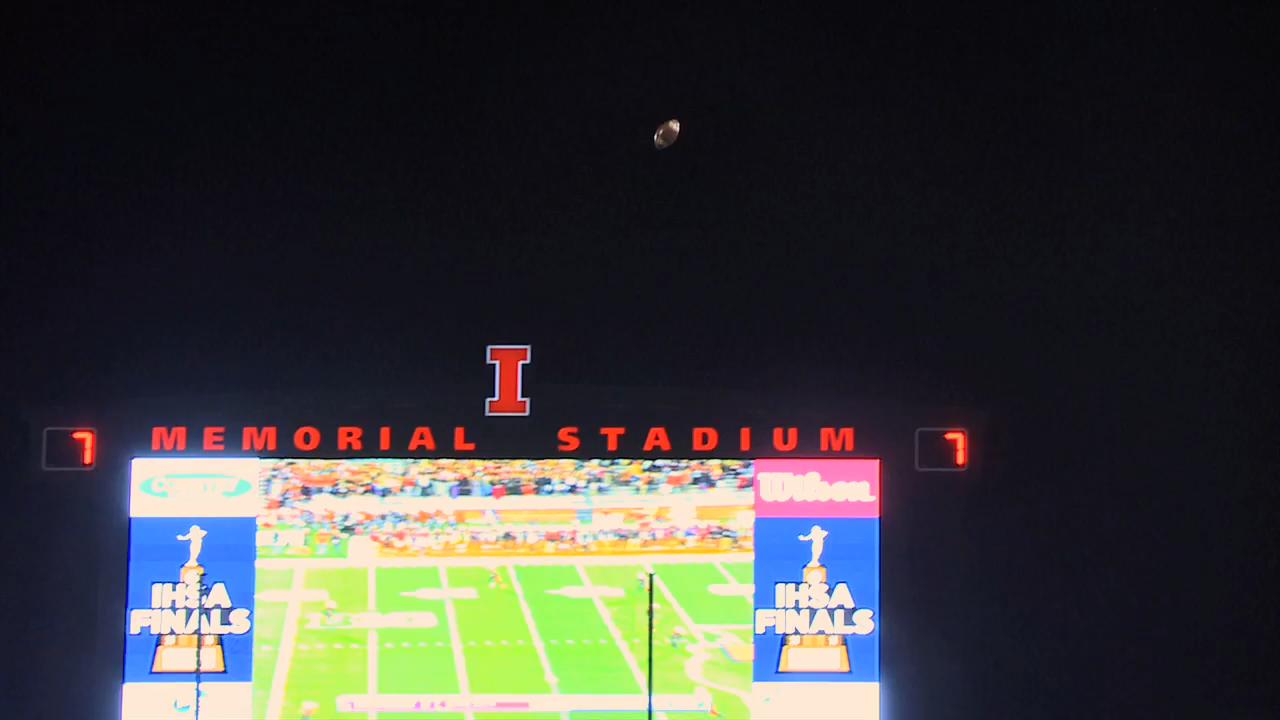 I
7 MEMORIAL STADIUM 7
Wilson
IHSA
FINALS
IHSA
FINALS